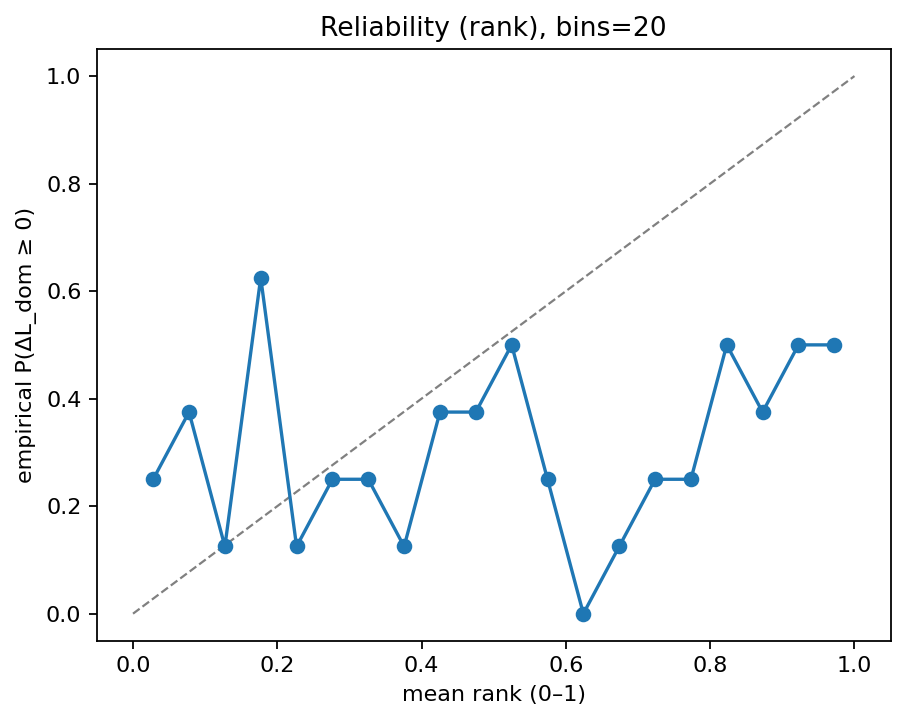 Reliability (rank), bins=20
empirical P(ΔL_dom ≥ 0)
1.0
0.8
0.6
0.4
0.2
0.0
0.0 0.2 0.4 0.6 0.8 1.0
mean rank (0–1)